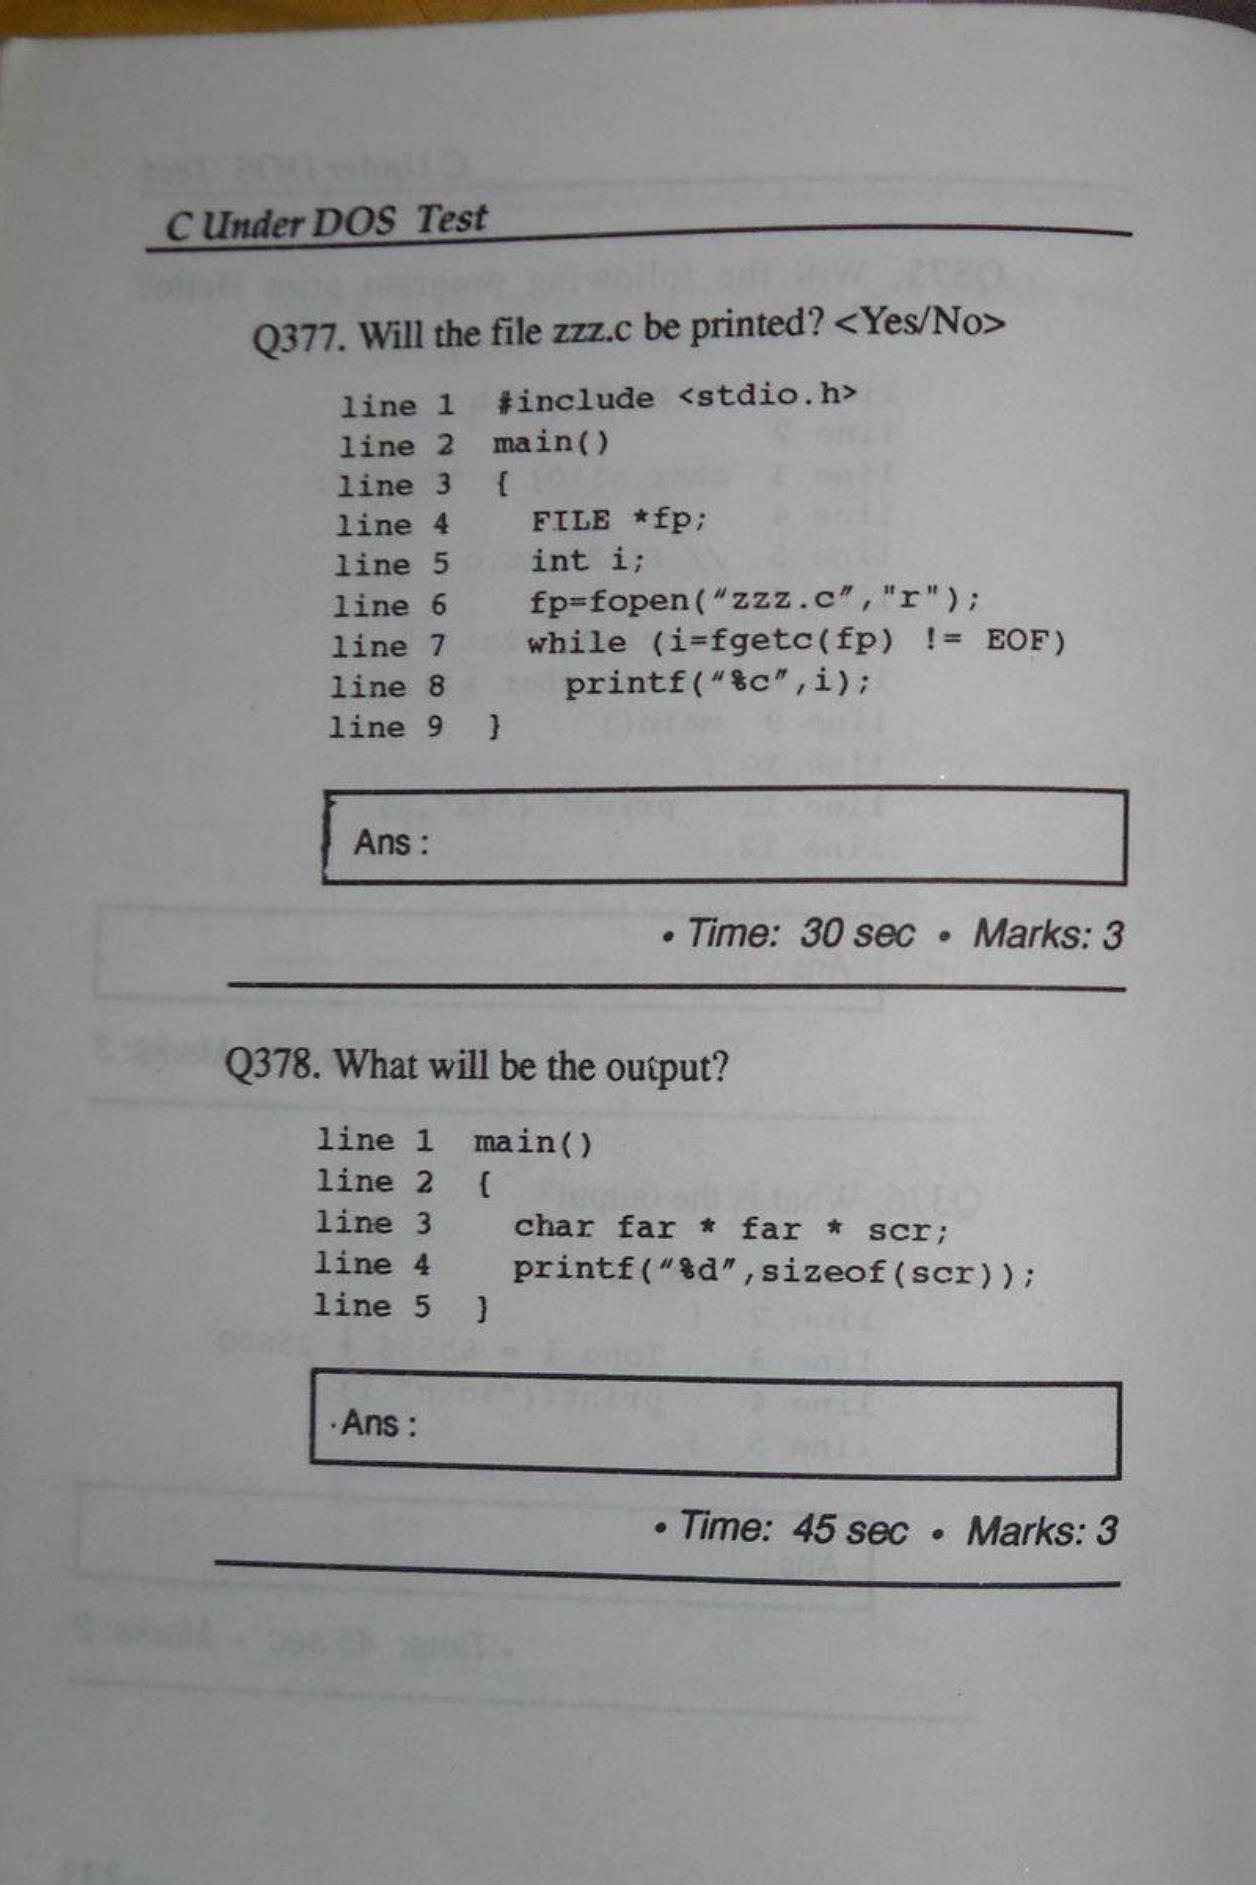 C Under DOS Test
Q377. Will the file zzz.c be printed? <Yes/No>
line 1 #include <stdio.h>
line 2 main()
line 3 {
line 4 FILE *fp;
line 5 int i;
line 6 fp=fopen("zzz.c","r");
line 7 while (i=fgetc(fp) != EOF)
line 8 printf("%c",i);
line 9 }
Ans :
• Time: 30 sec • Marks: 3
Q378. What will be the output?
line 1 main()
line 2 {
line 3 char far * far * scr;
line 4 printf("%d",sizeof(scr));
line 5 }
Ans :
• Time: 45 sec • Marks: 3